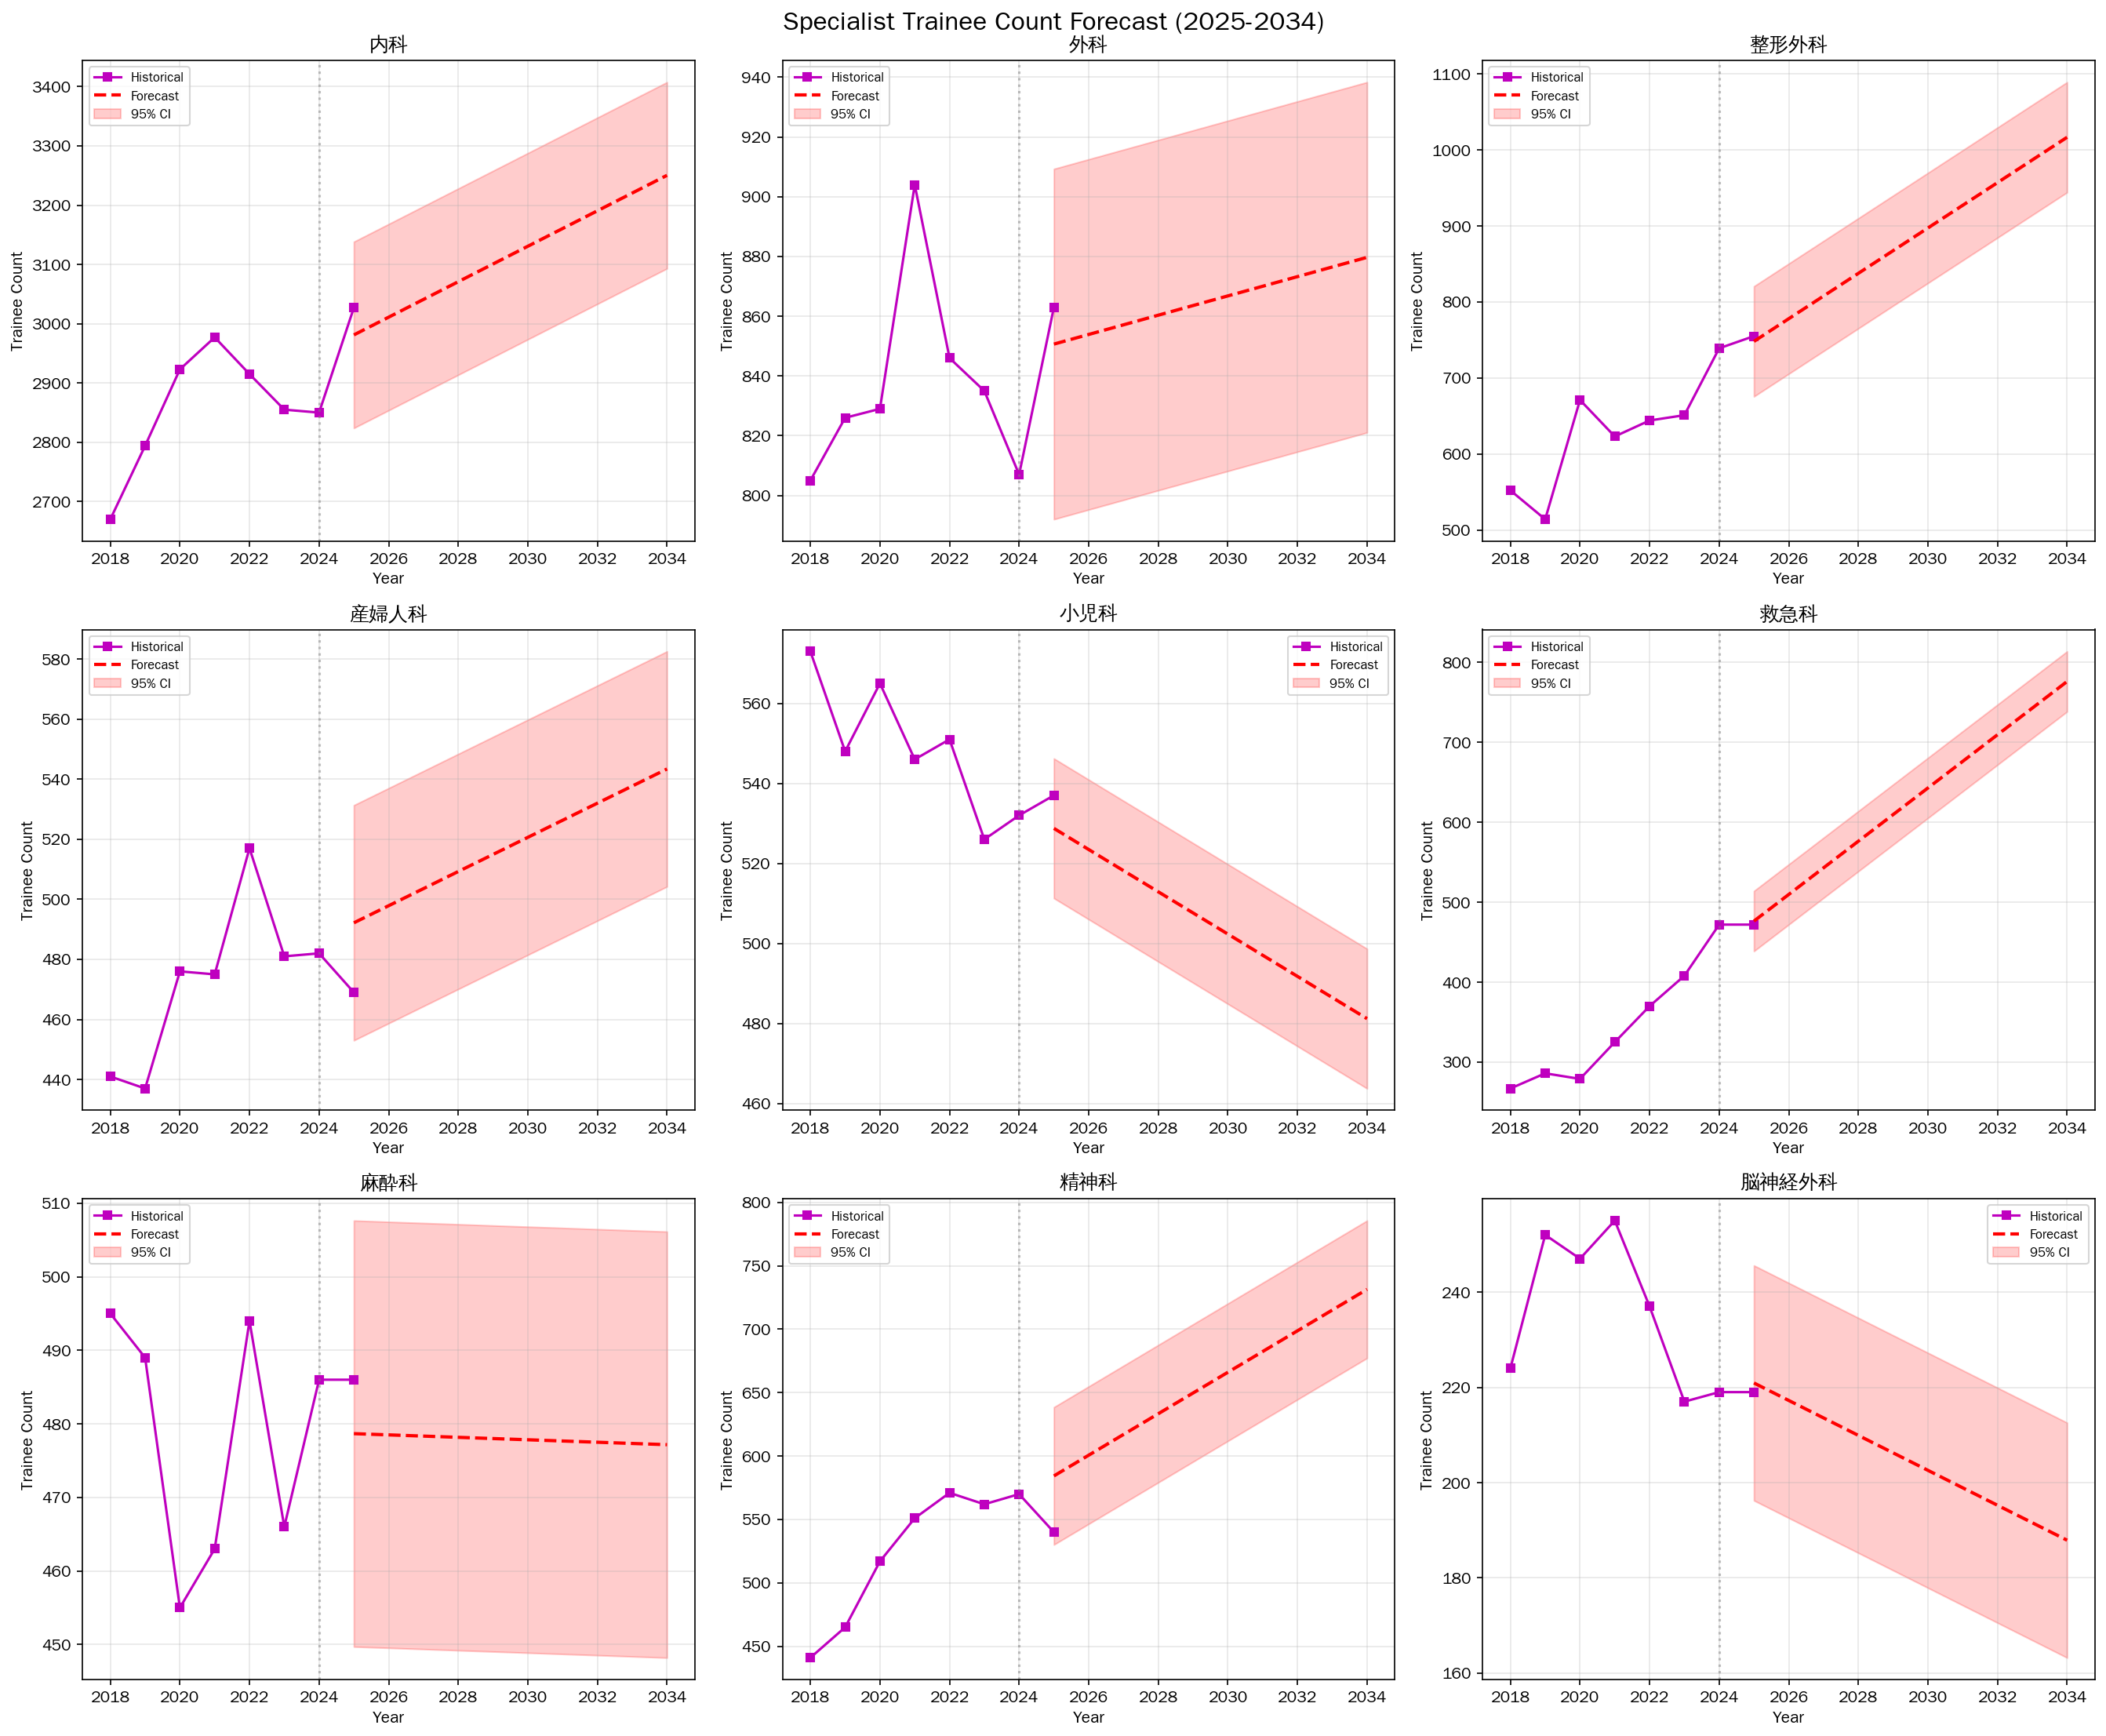 Specialist Trainee Count Forecast (2025-2034)
内科
Historical
Forecast
95% CI
3400
3300
3200
3100
3000
2900
2800
2700
Trainee Count
2018 2020 2022 2024 2026 2028 2030 2032 2034
Year
外科
Historical
Forecast
95% CI
940
920
900
880
860
840
820
800
Trainee Count
2018 2020 2022 2024 2026 2028 2030 2032 2034
Year
整形外科
Historical
Forecast
95% CI
1100
1000
900
800
700
600
500
Trainee Count
2018 2020 2022 2024 2026 2028 2030 2032 2034
Year
産婦人科
Historical
Forecast
95% CI
580
560
540
520
500
480
460
440
Trainee Count
2018 2020 2022 2024 2026 2028 2030 2032 2034
Year
小児科
Historical
Forecast
95% CI
560
540
520
500
480
460
Trainee Count
2018 2020 2022 2024 2026 2028 2030 2032 2034
Year
救急科
Historical
Forecast
95% CI
800
700
600
500
400
300
Trainee Count
2018 2020 2022 2024 2026 2028 2030 2032 2034
Year
麻酔科
Historical
Forecast
95% CI
510
500
490
480
470
460
450
Trainee Count
2018 2020 2022 2024 2026 2028 2030 2032 2034
Year
精神科
Historical
Forecast
95% CI
800
750
700
650
600
550
500
450
Trainee Count
2018 2020 2022 2024 2026 2028 2030 2032 2034
Year
脳神経外科
Historical
Forecast
95% CI
240
220
200
180
160
Trainee Count
2018 2020 2022 2024 2026 2028 2030 2032 2034
Year